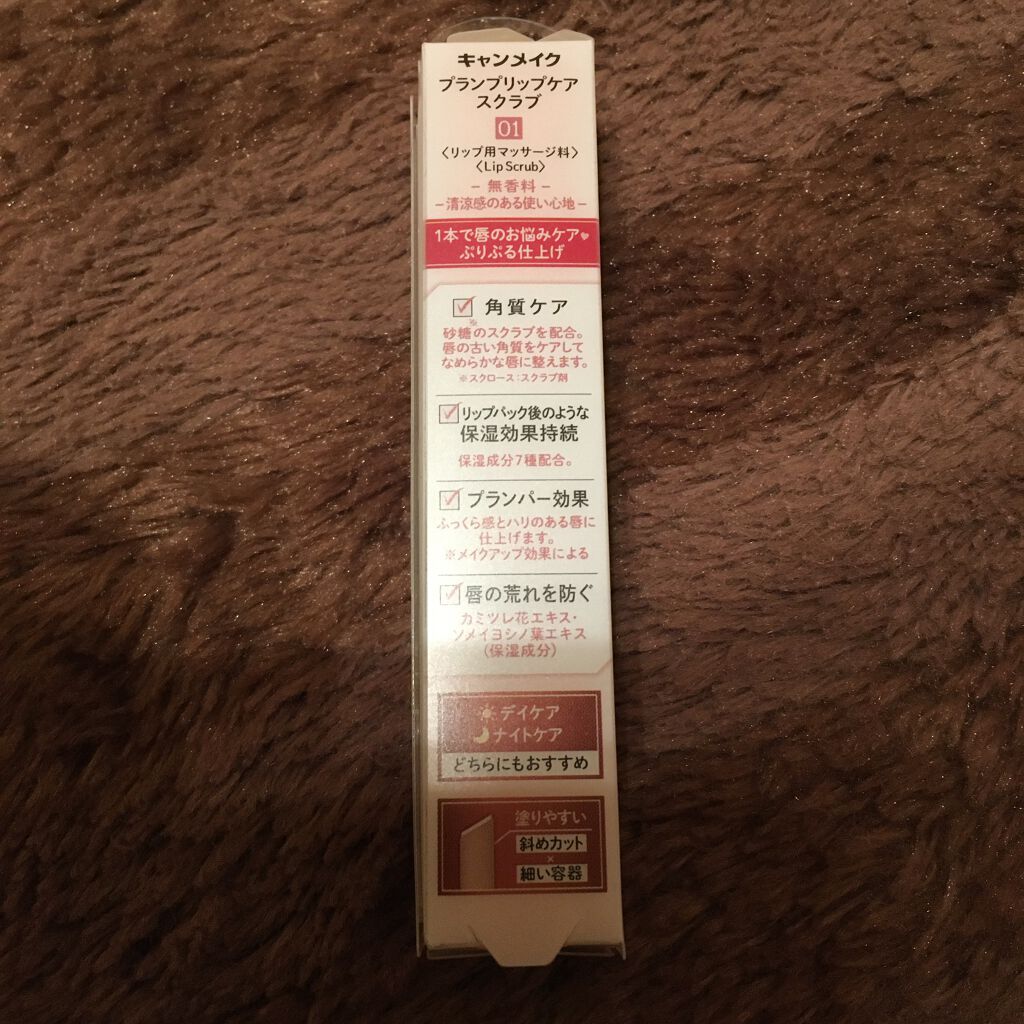 キャンメイク
プランプリップケア
スクラブ
01
〈リップ用マッサージ料〉
〈Lip Scrub〉
－無香料－
－清涼感のある使い心地－
1本で唇のお悩みケア♥
ぷりぷる仕上げ
角質ケア
砂糖※のスクラブを配合。
唇の古い角質をケアして
なめらかな唇に整えます。
※スクロース：スクラブ剤
リップパック後のような
保湿効果持続
保湿成分7種配合。
プランパー効果
ふっくら感とハリのある唇に
仕上げます。
※メイクアップ効果による
唇の荒れを防ぐ
カミツレ花エキス・
ソメイヨシノ葉エキス
（保湿成分）
デイケア
ナイトケア
どちらにもおすすめ
塗りやすい
斜めカット
×
細い容器